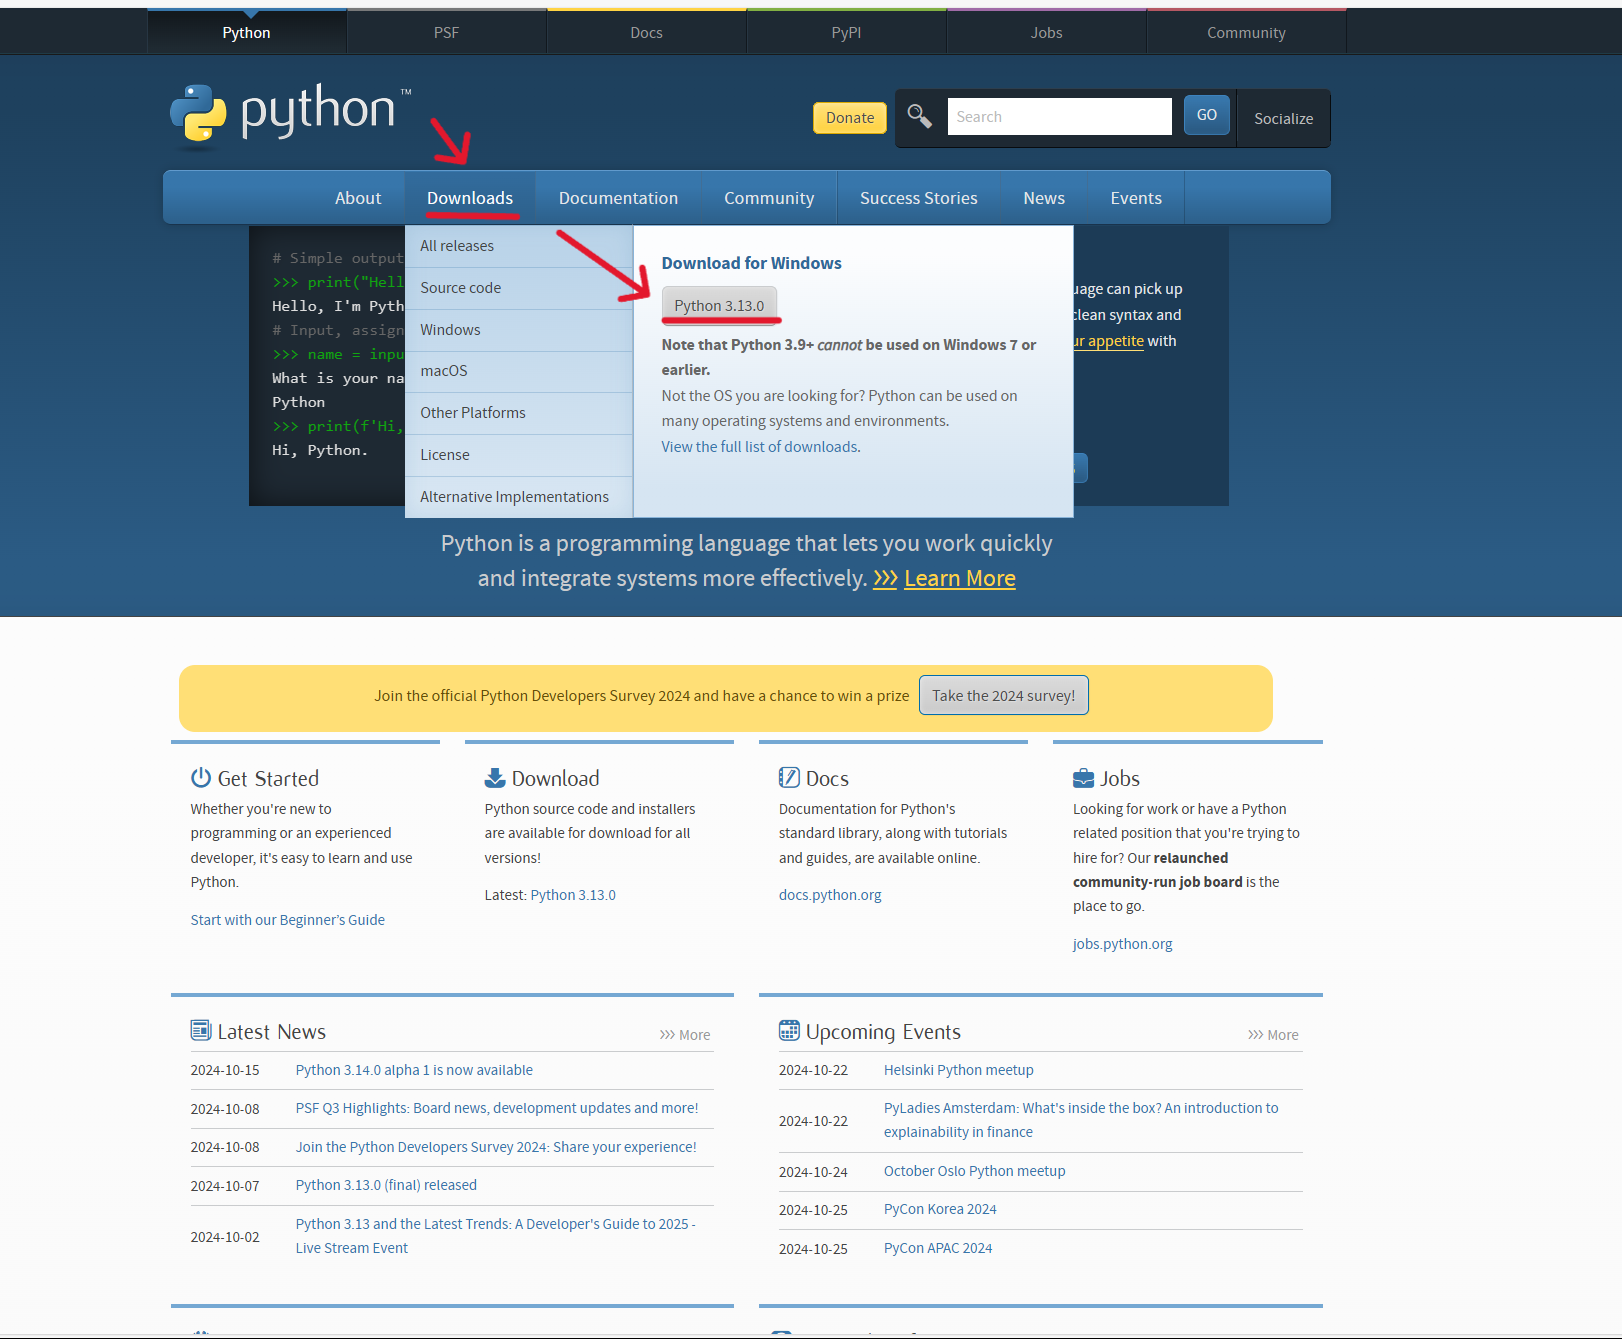 Python
PSF
Docs
PyPI
Jobs
Community
python™
Donate
Search
GO
Socialize
About
Downloads
Documentation
Community
Success Stories
News
Events
# Simple output
>>> print("Hell
Hello, I'm Pyth
# Input, assign
>>> name = inpu
What is your na
Python
>>> print(f'Hi,
Hi, Python.
All releases
Source code
Windows
macOS
Other Platforms
License
Alternative Implementations
Download for Windows
Python 3.13.0
Note that Python 3.9+ cannot be used on Windows 7 or
earlier.
Not the OS you are looking for? Python can be used on
many operating systems and environments.
View the full list of downloads.
uage can pick up
clean syntax and
ur appetite with
Python is a programming language that lets you work quickly
and integrate systems more effectively. >>> Learn More
Join the official Python Developers Survey 2024 and have a chance to win a prize
Take the 2024 survey!
Get Started
Whether you're new to
programming or an experienced
developer, it's easy to learn and use
Python.
Start with our Beginner’s Guide
Download
Python source code and installers
are available for download for all
versions!
Latest: Python 3.13.0
Docs
Documentation for Python's
standard library, along with tutorials
and guides, are available online.
docs.python.org
Jobs
Looking for work or have a Python
related position that you're trying to
hire for? Our relaunched
community-run job board is the
place to go.
jobs.python.org
Latest News
>>> More
2024-10-15 Python 3.14.0 alpha 1 is now available
2024-10-08 PSF Q3 Highlights: Board news, development updates and more!
2024-10-08 Join the Python Developers Survey 2024: Share your experience!
2024-10-07 Python 3.13.0 (final) released
2024-10-02 Python 3.13 and the Latest Trends: A Developer's Guide to 2025 -
Live Stream Event
Upcoming Events
>>> More
2024-10-22 Helsinki Python meetup
2024-10-22 PyLadies Amsterdam: What's inside the box? An introduction to
explainability in finance
2024-10-24 October Oslo Python meetup
2024-10-25 PyCon Korea 2024
2024-10-25 PyCon APAC 2024